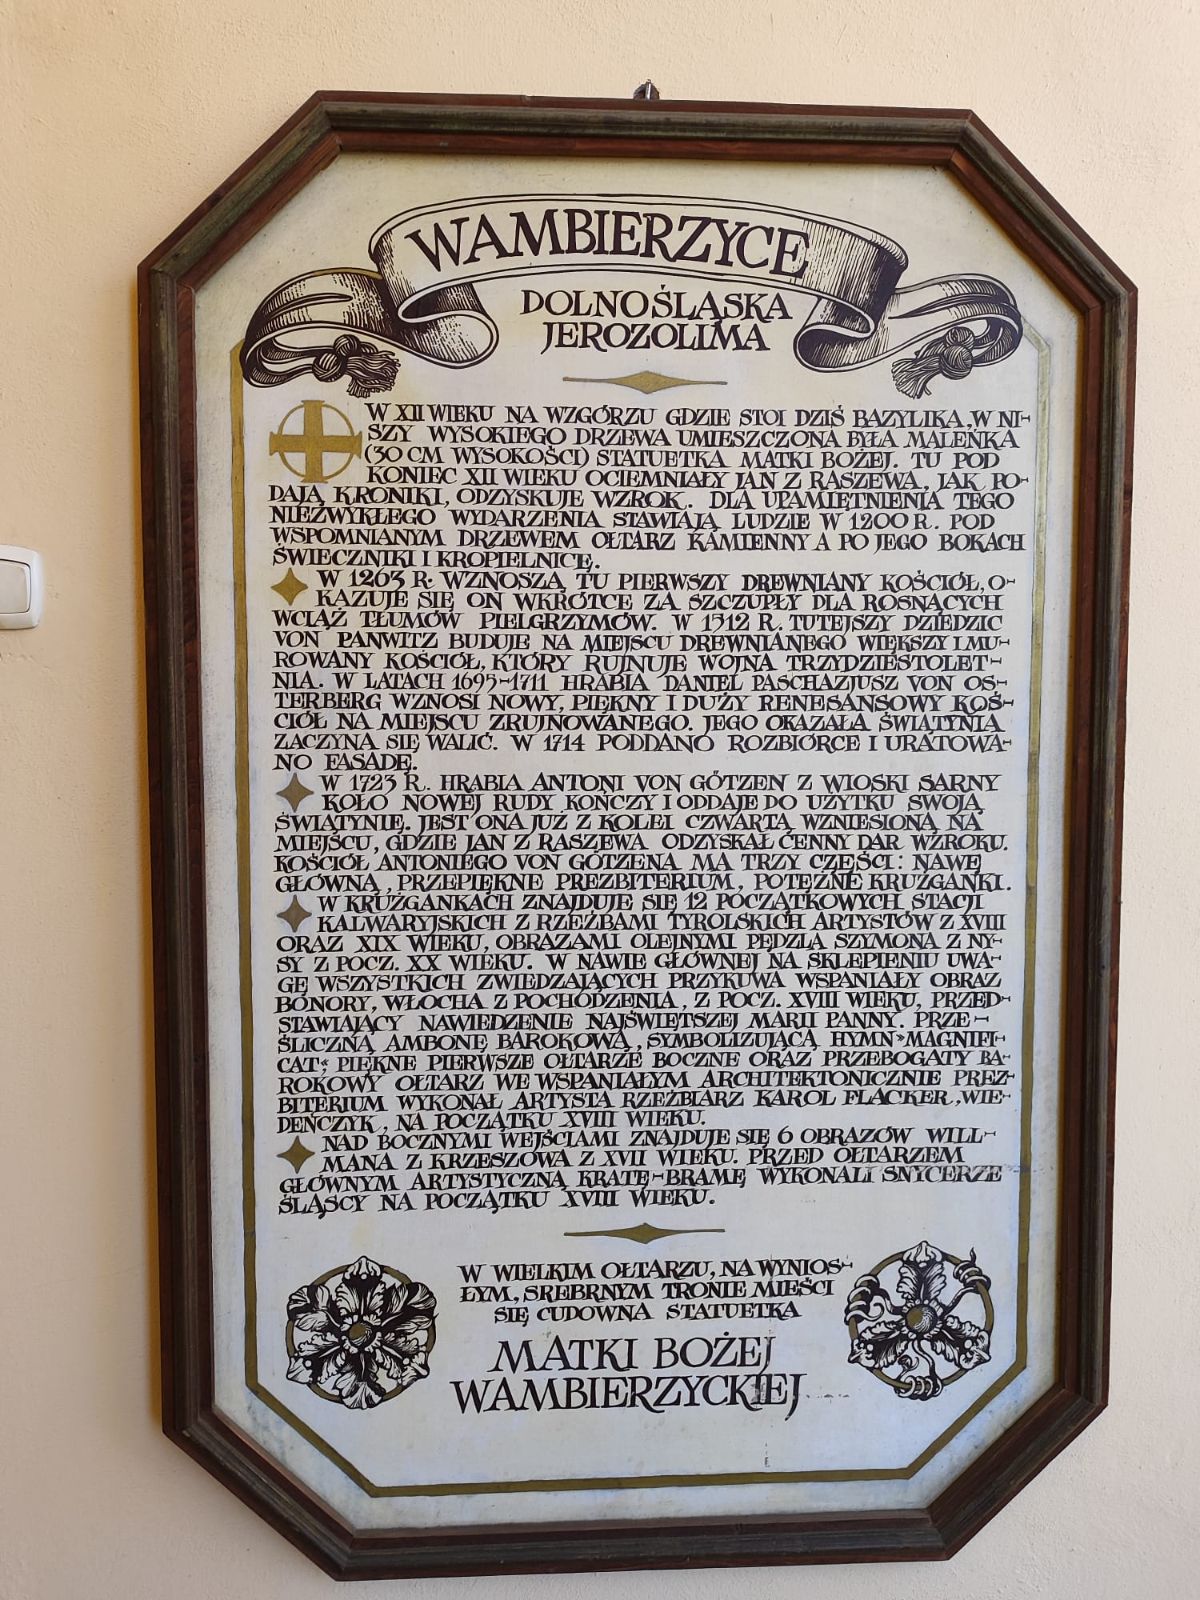 WAMBIERZYCE
DOLNOŚLĄSKA
JEROZOLIMA
W XII WIEKU NA WZGÓRZU GDZIE STOI DZIŚ BAZYLIKA, W NI-
SZY WYSOKIEGO DRZEWA UMIESZCZONA BYŁA MALEŃKA
(30 CM WYSOKOŚCI) STATUETKA MATKI BOŻEJ. TU POD
KONIEC XII WIEKU OCIEMNIAŁY JAN Z RASZEWA, JAK PO-
DAJĄ KRONIKI, ODZYSKUJE WZROK. DLA UPAMIĘTNIENIA TEGO
NIEZWYKŁEGO WYDARZENIA STAWIAJĄ LUDZIE W 1200 R. POD
WSPOMNIANYM DRZEWEM OŁTARZ KAMIENNY A PO JEGO BOKACH
ŚWIECZNIKI I KROPIELNICĘ.
W 1263 R. WZNOSZĄ TU PIERWSZY DREWNIANY KOŚCIÓŁ, O-
KAZUJE SIĘ ON WKRÓTCE ZA SZCZUPŁY DLA ROSNĄCYCH
WCIĄŻ TŁUMÓW PIELGRZYMÓW. W 1512 R. TUTEJSZY DZIEDZIC
VON PANWITZ BUDUJE NA MIEJSCU DREWNIANEGO WIĘKSZY I MU-
ROWANY KOŚCIÓŁ, KTÓRY RUJNUJE WOJNA TRZYDZIESTOLET-
NIA. W LATACH 1695-1711 HRABIA DANIEL PASCHAZJUSZ VON OS-
TERBERG WZNOSI NOWY, PIĘKNY I DUŻY RENESANSOWY KOŚ-
CIÓŁ NA MIEJSCU ZRUJNOWANEGO. JEGO OKAZAŁA ŚWIĄTYNIA
ZACZYNA SIĘ WALIĆ. W 1714 PODDANO ROZBIÓRCE I URATOWA-
NO FASADĘ.
W 1723 R. HRABIA ANTONI VON GÖTZEN Z WIOSKI SARNY
KOŁO NOWEJ RUDY KOŃCZY I ODDAJE DO UŻYTKU SWOJĄ
ŚWIĄTYNIĘ. JEST ONA JUŻ Z KOLEI CZWARTĄ WZNIESIONĄ NA
MIEJSCU, GDZIE JAN Z RASZEWA ODZYSKAŁ CENNY DAR WZROKU.
KOŚCIÓŁ ANTONIEGO VON GÖTZENA MA TRZY CZĘŚCI: NAWĘ
GŁÓWNĄ, PRZEPIĘKNE PREZBITERIUM, POTĘŻNE KRUŻGANKI.
W KRUŻGANKACH ZNAJDUJE SIĘ 12 POCZĄTKOWYCH STACJI
KALWARYJSKICH Z RZEŹBAMI TYROLSKICH ARTYSTÓW Z XVIII
ORAZ XIX WIEKU, OBRAZAMI OLEJNYMI PĘDZLA SZYMONA Z NY-
SY Z POCZ. XX WIEKU. W NAWIE GŁÓWNEJ NA SKLEPIENIU UWA-
GĘ WSZYSTKICH ZWIEDZAJĄCYCH PRZYKUWA WSPANIAŁY OBRAZ
BONORY, WŁOCHA Z POCHODZENIA, Z POCZ. XVIII WIEKU, PRZED-
STAWIAJĄCY NAWIEDZENIE NAJŚWIĘTSZEJ MARII PANNY. PRZE-
ŚLICZNĄ AMBONĘ BAROKOWĄ, SYMBOLIZUJĄCĄ HYMN »MAGNIFI-
CAT«, PIĘKNE PIERWSZE OŁTARZE BOCZNE ORAZ PRZEBOGATY BA-
ROKOWY OŁTARZ WE WSPANIAŁYM ARCHITEKTONICZNIE PREZ-
BITERIUM WYKONAŁ ARTYSTA RZEŹBIARZ KAROL FLACKER, WIE-
DEŃCZYK, NA POCZĄTKU XVIII WIEKU.
NAD BOCZNYMI WEJŚCIAMI ZNAJDUJE SIĘ 6 OBRAZÓW WILL-
MANA Z KRZESZOWA Z XVII WIEKU. PRZED OŁTARZEM
GŁÓWNYM ARTYSTYCZNĄ KRATĘ-BRAMĘ WYKONALI SNYCERZE
ŚLĄSCY NA POCZĄTKU XVIII WIEKU.
W WIELKIM OŁTARZU, NA WYNIOS-
ŁYM, SREBRNYM TRONIE MIEŚCI
SIĘ CUDOWNA STATUETKA
MATKI BOŻEJ
WAMBIERZYCKIEJ